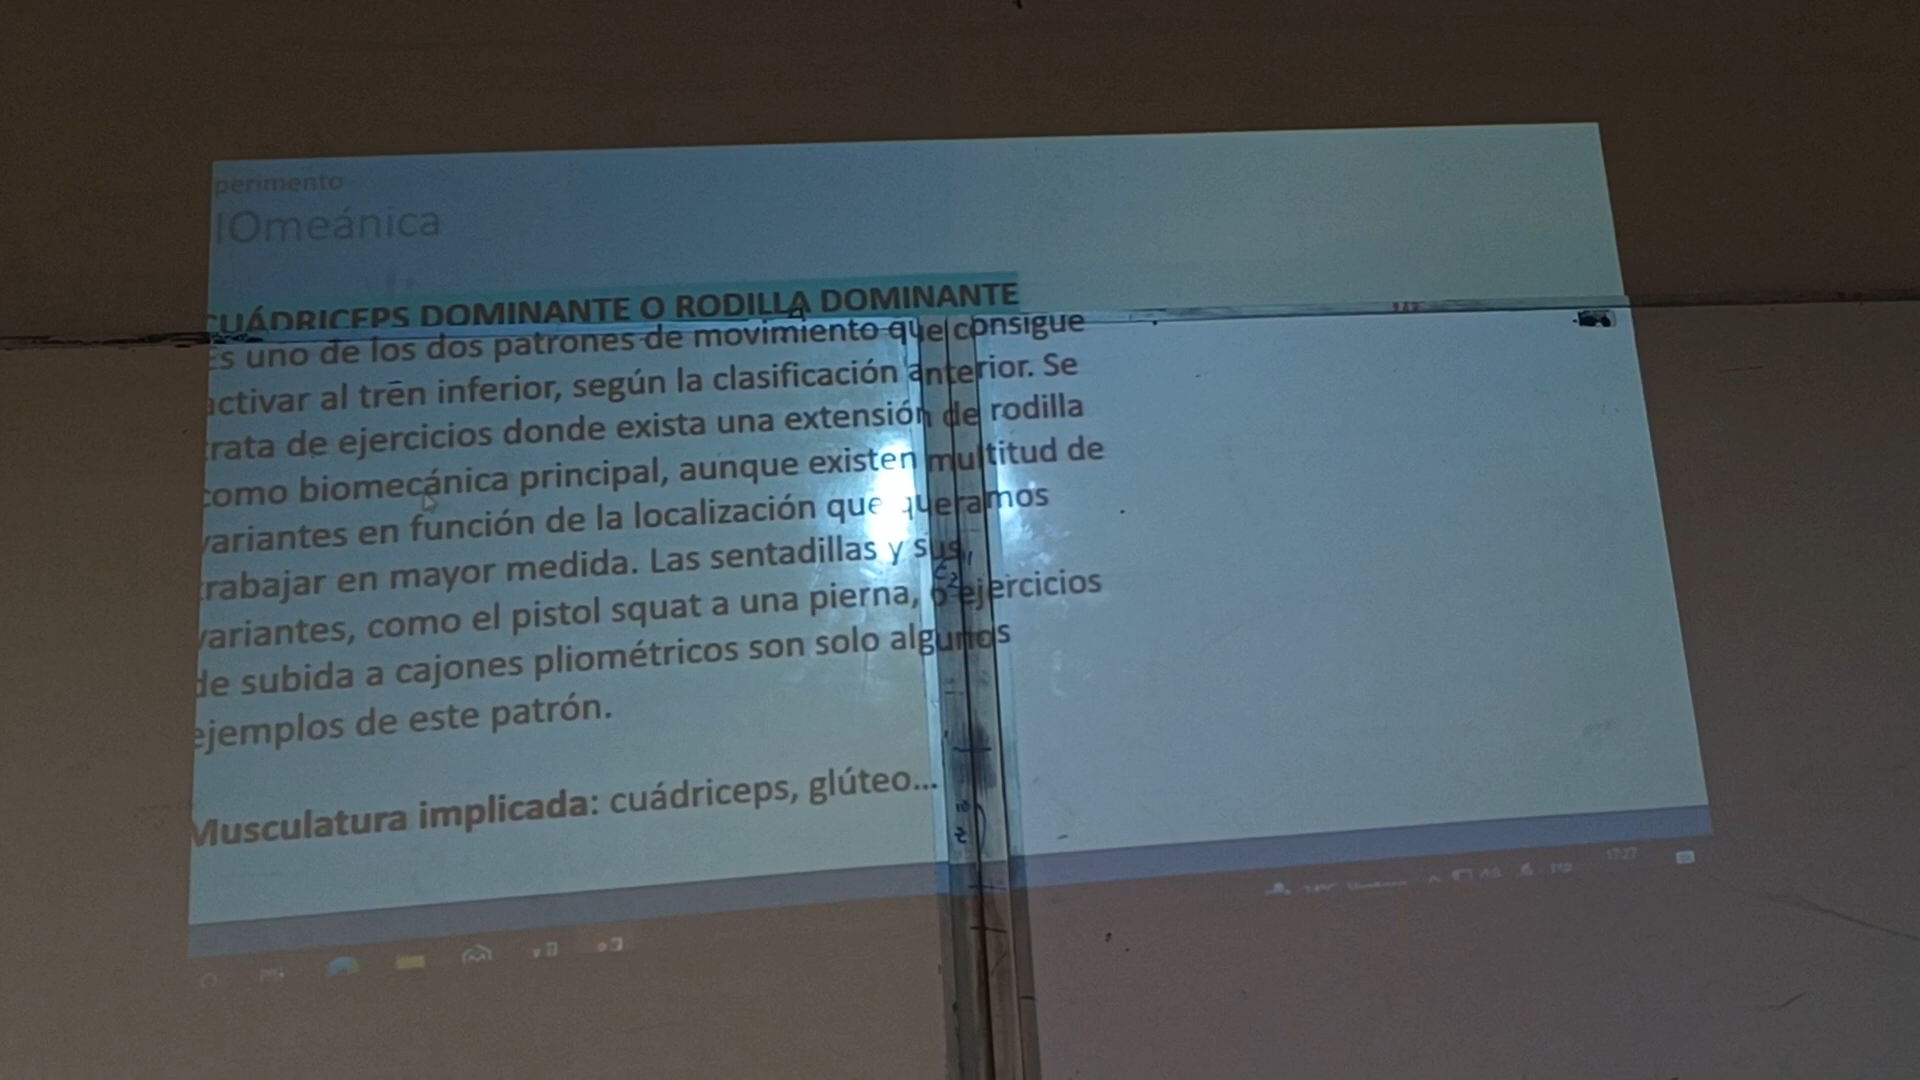 perimento
IOmeánica
CUÁDRICEPS DOMINANTE O RODILLA DOMINANTE
Es uno de los dos patrones de movimiento que consigue
activar al tren inferior, según la clasificación anterior. Se
trata de ejercicios donde exista una extensión de rodilla
como biomecánica principal, aunque existen multitud de
variantes en función de la localización que queramos
trabajar en mayor medida. Las sentadillas y sus
variantes, como el pistol squat a una pierna, o ejercicios
de subida a cajones pliométricos son solo algunos
ejemplos de este patrón.
Musculatura implicada: cuádriceps, glúteo...
17:27